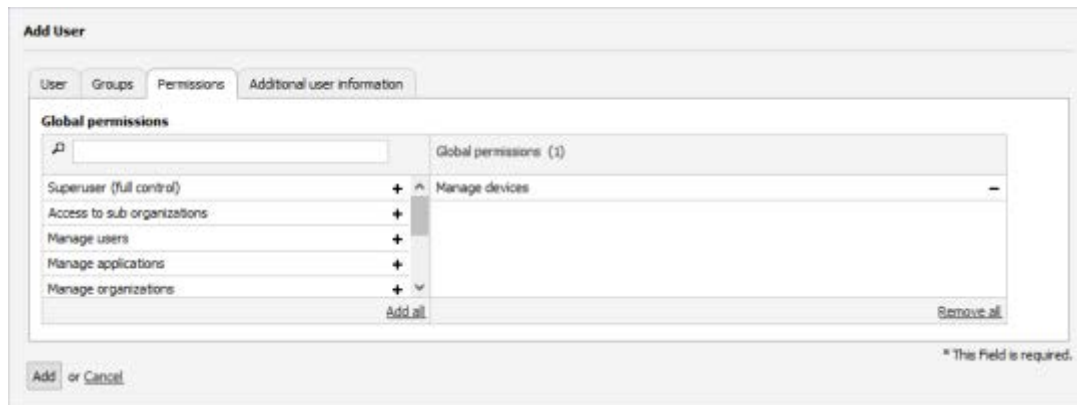 Add User
User Groups Permissions Additional user information
Global permissions
Global permissions (1)
Superuser (full control) +
Manage devices −
Access to sub organizations +
Manage users +
Manage applications +
Manage organizations +
Add all
Remove all
* This Field is required.
Add or Cancel